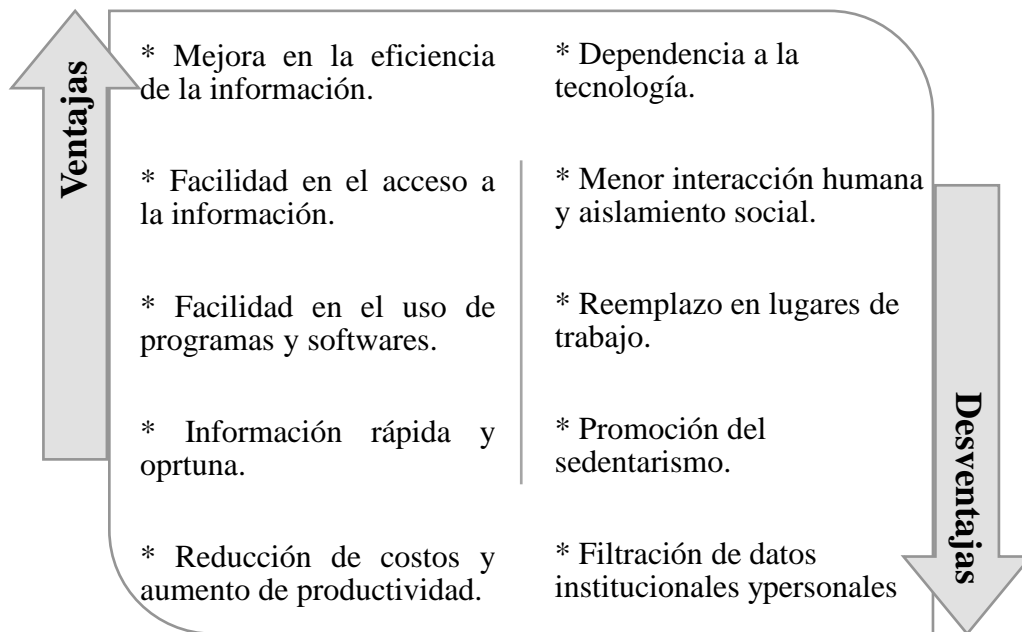 Ventajas
* Mejora en la eficiencia
de la información.
* Facilidad en el acceso a
la información.
* Facilidad en el uso de
programas y softwares.
* Información rápida y
oprtuna.
* Reducción de costos y
aumento de productividad.
* Dependencia a la
tecnología.
* Menor interacción humana
y aislamiento social.
* Reemplazo en lugares de
trabajo.
* Promoción del
sedentarismo.
* Filtración de datos
institucionales ypersonales
Desventajas